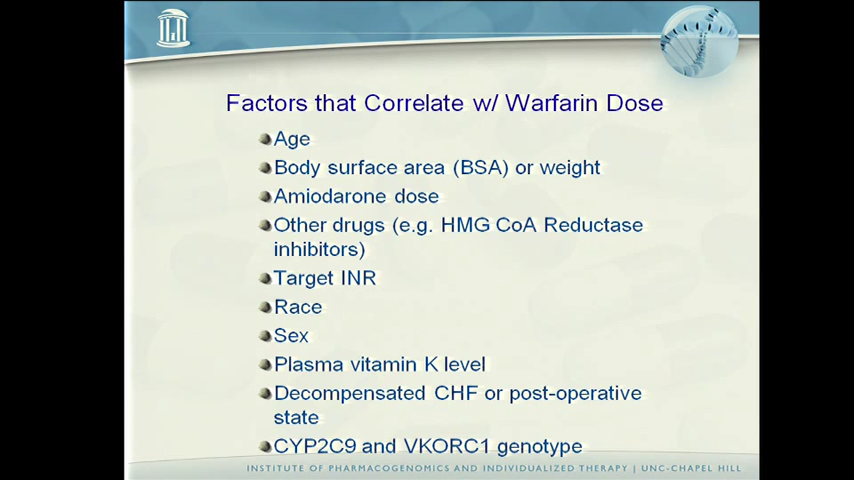 Factors that Correlate w/ Warfarin Dose
Age
Body surface area (BSA) or weight
Amiodarone dose
Other drugs (e.g. HMG CoA Reductase
inhibitors)
Target INR
Race
Sex
Plasma vitamin K level
Decompensated CHF or post-operative
state
CYP2C9 and VKORC1 genotype
INSTITUTE OF PHARMACOGENOMICS AND INDIVIDUALIZED THERAPY | UNC-CHAPEL HILL